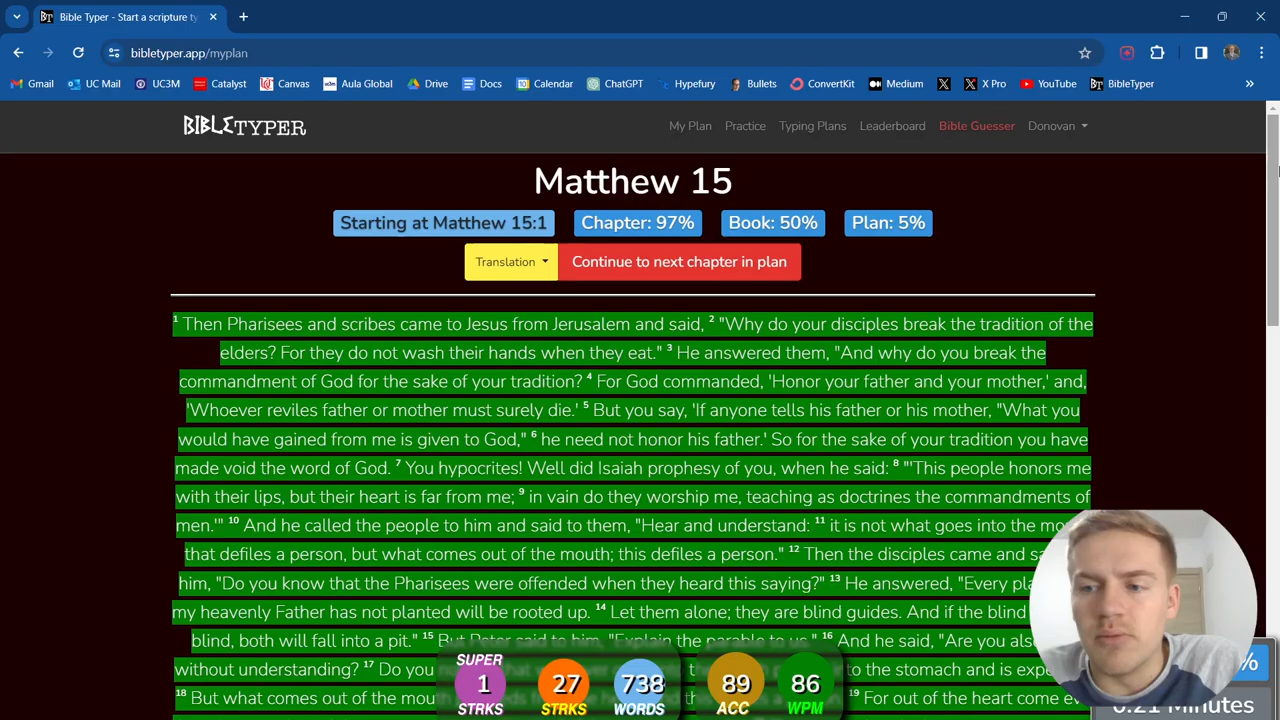 Bible Typer - Start a scripture ty
bibletyper.app/myplan
Gmail UC Mail UC3M Catalyst Canvas Aula Global Drive Docs Calendar ChatGPT Hypefury Bullets ConvertKit Medium X X Pro YouTube BibleTyper
BIBLETYPER My Plan Practice Typing Plans Leaderboard Bible Guesser Donovan
Matthew 15
Starting at Matthew 15:1 Chapter: 97% Book: 50% Plan: 5%
Translation Continue to next chapter in plan
1 Then Pharisees and scribes came to Jesus from Jerusalem and said, 2 "Why do your disciples break the tradition of the
elders? For they do not wash their hands when they eat." 3 He answered them, "And why do you break the
commandment of God for the sake of your tradition? 4 For God commanded, 'Honor your father and your mother,' and,
'Whoever reviles father or mother must surely die.' 5 But you say, 'If anyone tells his father or his mother, "What you
would have gained from me is given to God," 6 he need not honor his father.' So for the sake of your tradition you have
made void the word of God. 7 You hypocrites! Well did Isaiah prophesy of you, when he said: 8 "'This people honors me
with their lips, but their heart is far from me; 9 in vain do they worship me, teaching as doctrines the commandments of
men.'" 10 And he called the people to him and said to them, "Hear and understand: 11 it is not what goes into the mo
that defiles a person, but what comes out of the mouth; this defiles a person." 12 Then the disciples came and sa
him, "Do you know that the Pharisees were offended when they heard this saying?" 13 He answered, "Every pla
my heavenly Father has not planted will be rooted up. 14 Let them alone; they are blind guides. And if the blind
blind, both will fall into a pit." 15 But Peter said to him, "Explain the parable to us." 16 And he said, "Are you als
without understanding? 17 Do you to the stomach and is expe
18 But what comes out of the mou 19 For out of the heart come e
SUPER
1 27 738 89 86 %
STRKS STRKS WORDS ACC WPM 0.21 Minutes